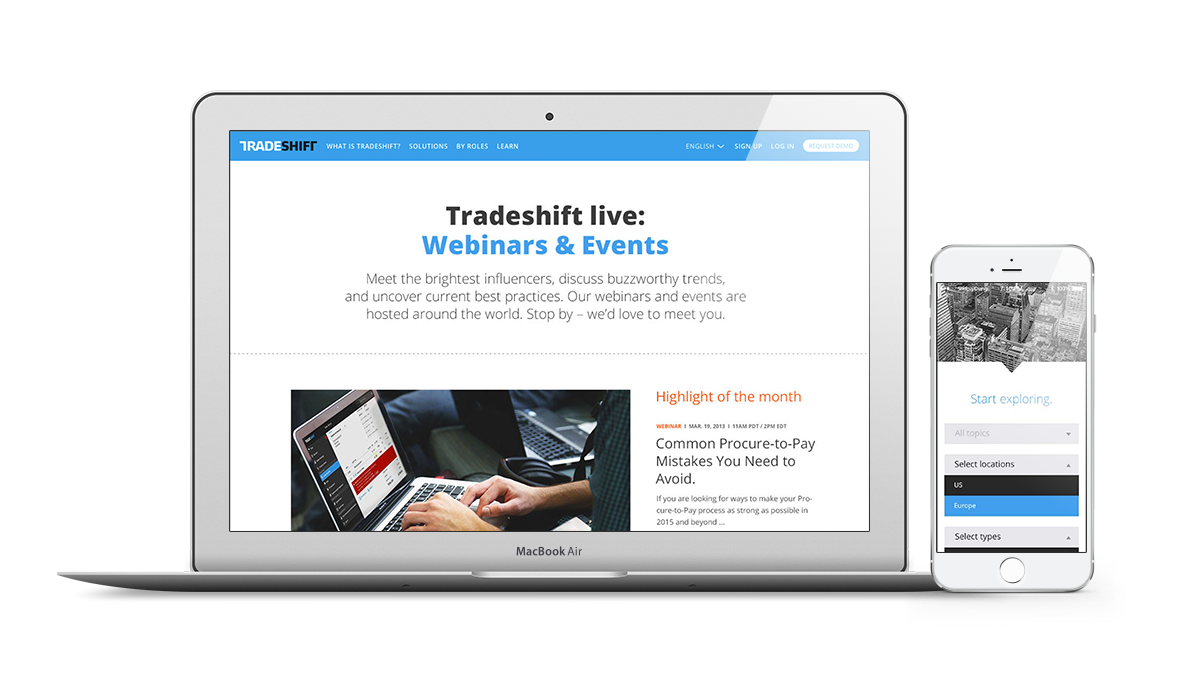 TRADESHIFT WHAT IS TRADESHIFT? SOLUTIONS BY ROLES LEARN ENGLISH SIGN UP LOG IN REQUEST DEMO
Tradeshift live:
Webinars & Events
Meet the brightest influencers, discuss buzzworthy trends,
and uncover current best practices. Our webinars and events are
hosted around the world. Stop by – we’d love to meet you.
Highlight of the month
WEBINAR I MAR. 19, 2013 I 11AM PDT / 2PM EDT
Common Procure-to-Pay
Mistakes You Need to
Avoid.
If you are looking for ways to make your Pro-
cure-to-Pay process as strong as possible in
2015 and beyond ...
MacBook Air
100%
Start exploring.
All topics
Select locations
US
Europe
Select types